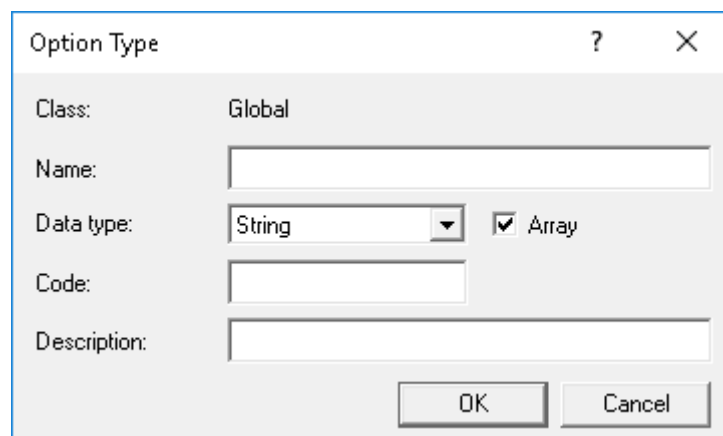 Option Type ?
Class: Global
Name:
Data type: String Array
Code:
Description:
OK Cancel